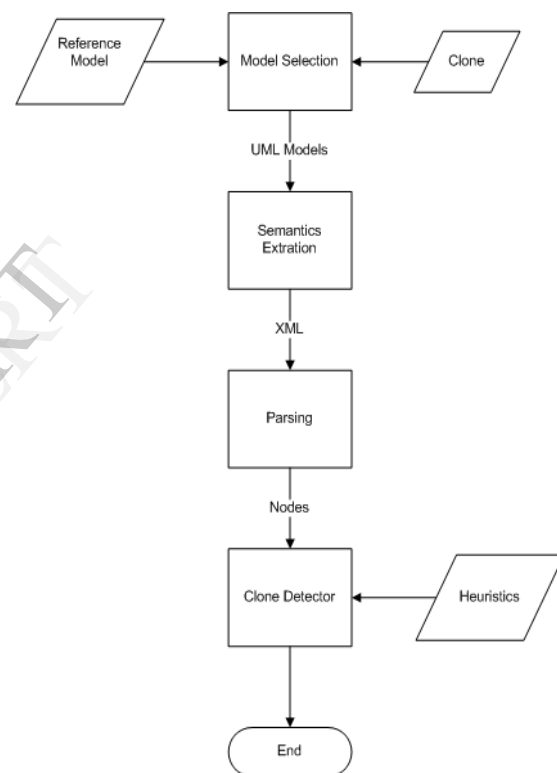 Reference
Model
Model Selection
Clone
UML Models
Semantics
Extration
XML
Parsing
Nodes
Clone Detector
Heuristics
End